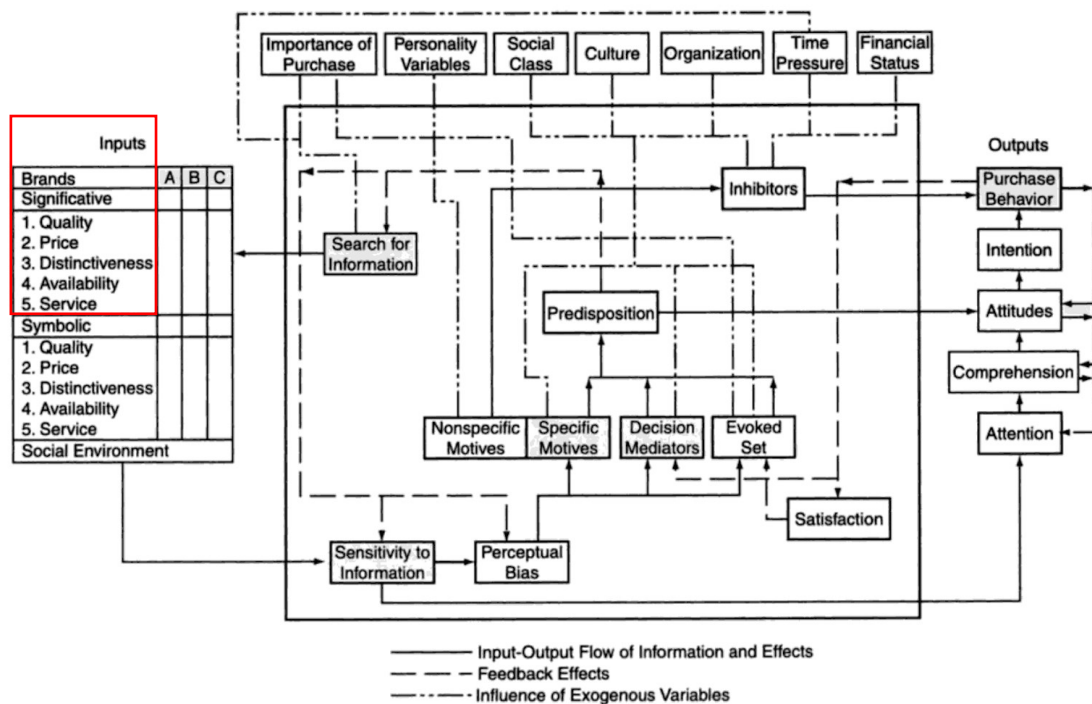 Importance of
Purchase
Personality
Variables
Social
Class
Culture
Organization
Time
Pressure
Financial
Status
Inputs
Brands A B C
Significative
1. Quality
2. Price
3. Distinctiveness
4. Availability
5. Service
Symbolic
1. Quality
2. Price
3. Distinctiveness
4. Availability
5. Service
Social Environment
Search for
Information
Inhibitors
Predisposition
Nonspecific
Motives
Specific
Motives
Decision
Mediators
Evoked
Set
Satisfaction
Sensitivity to
Information
Perceptual
Bias
Outputs
Purchase
Behavior
Intention
Attitudes
Comprehension
Attention
Input-Output Flow of Information and Effects
Feedback Effects
Influence of Exogenous Variables